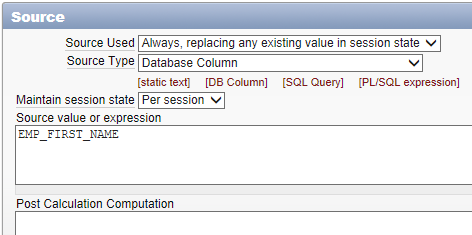 Source
Source Used Always, replacing any existing value in session state
Source Type Database Column
[static text] [DB Column] [SQL Query] [PL/SQL expression]
Maintain session state Per session
Source value or expression
EMP_FIRST_NAME
Post Calculation Computation